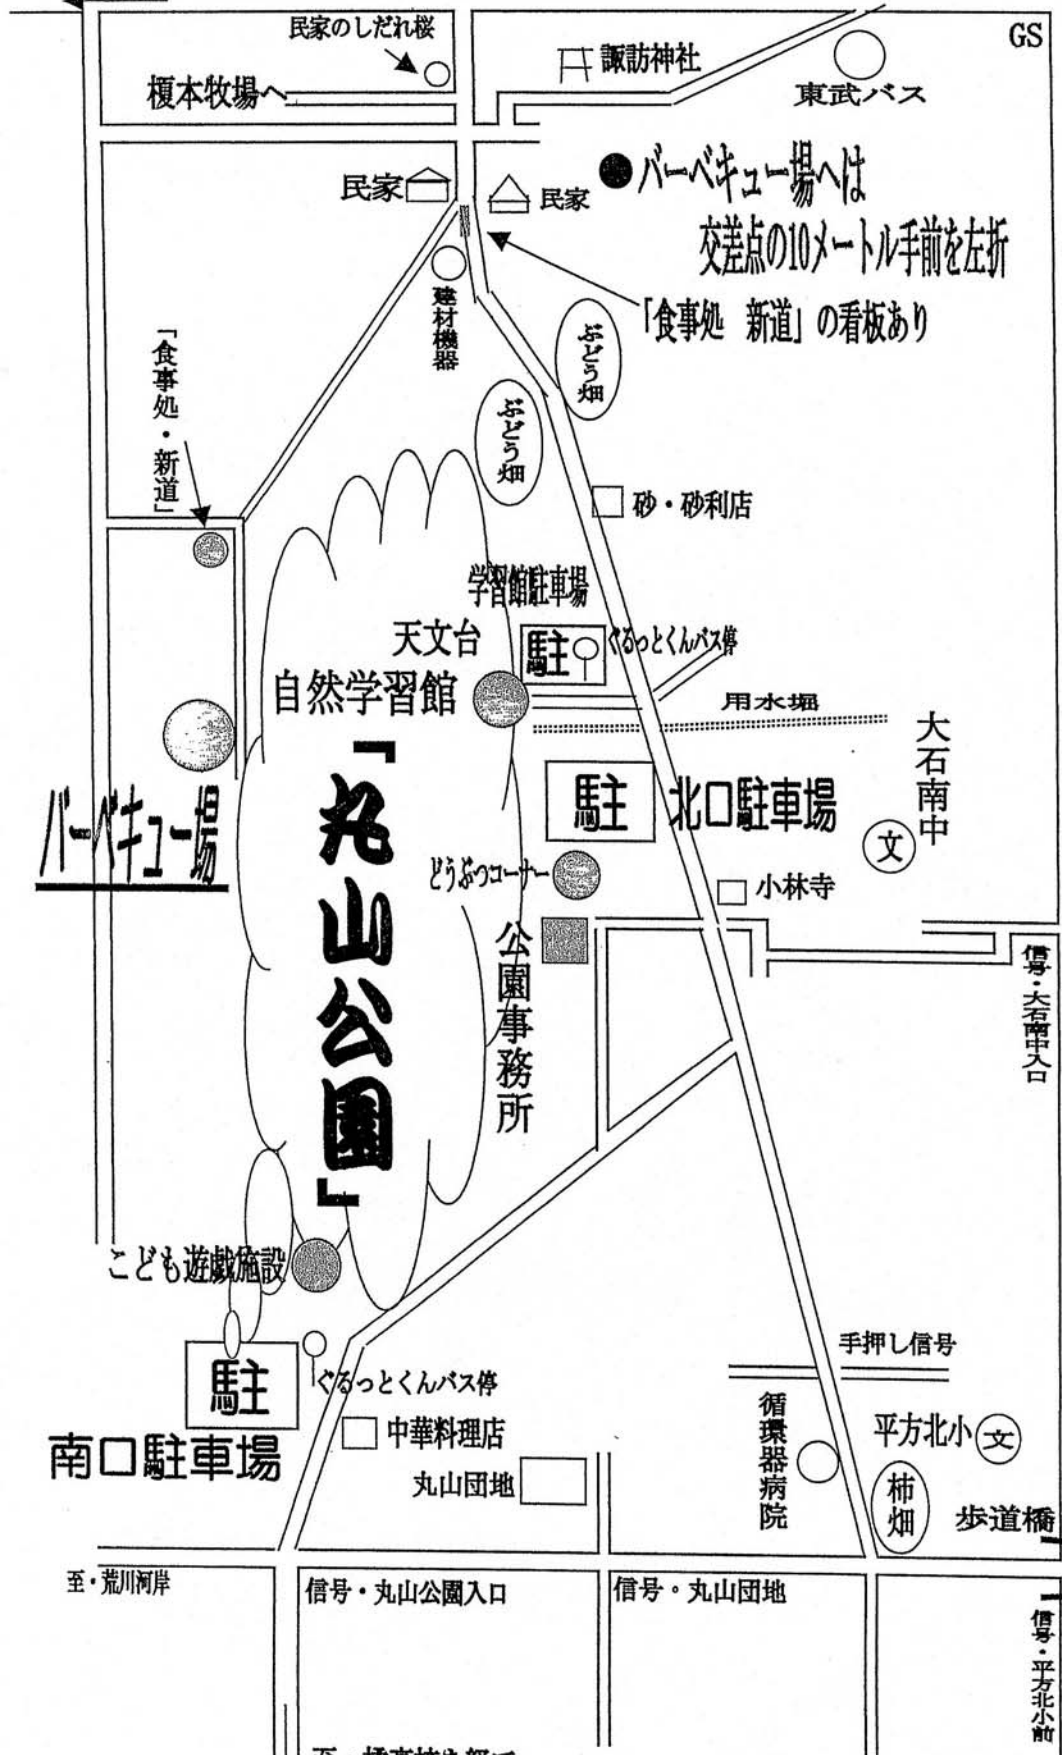 民家のしだれ桜
GS
諏訪神社
榎本牧場へ
東武バス
●バーベキュー場へは
交差点の10メートル手前を左折
民家
民家
「食事処 新道」の看板あり
建材機器
ぶどう畑
ぶどう畑
「食事処・新道」
砂・砂利店
学習館駐車場
天文台
駐
ぐるっとくんバス停
自然学習館
用水堀
大石南中
『丸山公園』
駐
北口駐車場
バーベキュー場
文
どうぶつコーナー
小林寺
公園事務所
信号・大石南中入口
こども遊戯施設
手押し信号
駐
ぐるっとくんバス停
循環器病院
平方北小
文
中華料理店
南口駐車場
丸山団地
柿畑
歩道橋
至・荒川河岸
信号・丸山公園入口
信号。丸山団地
信号・平方北小前